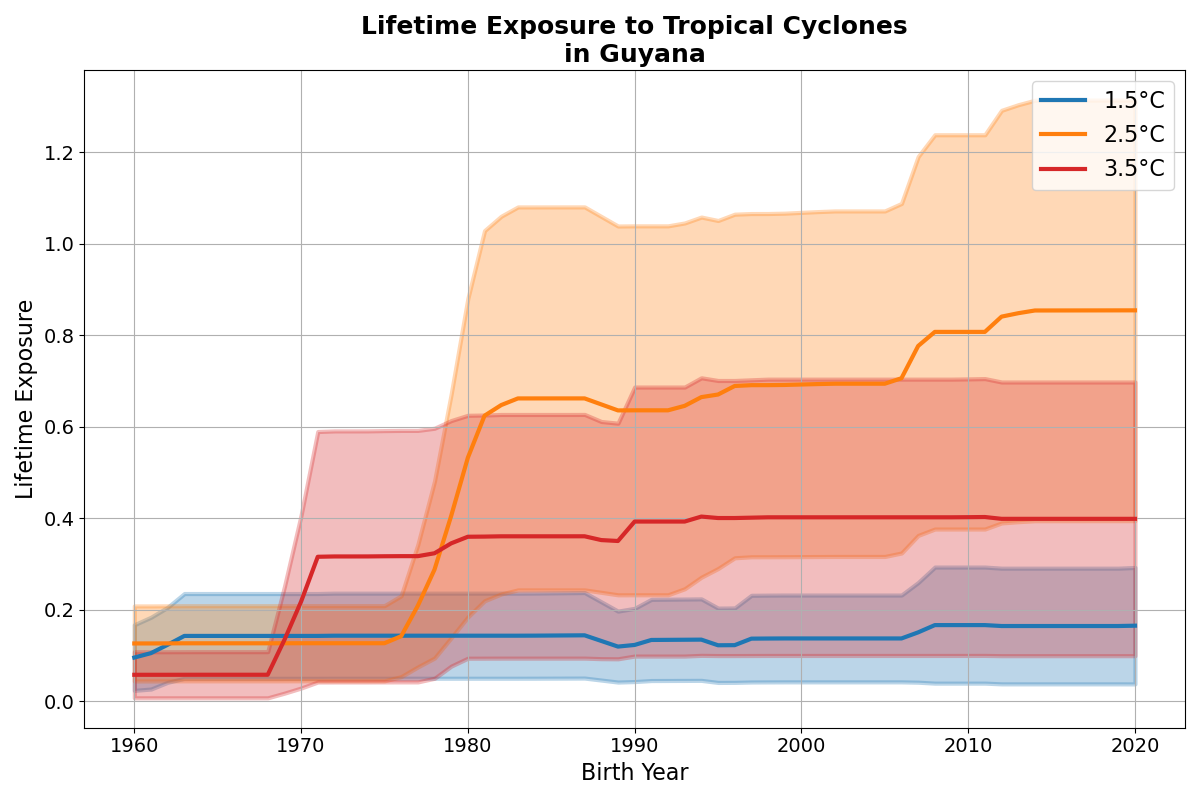 Lifetime Exposure to Tropical Cyclones
in Guyana
1.5°C
2.5°C
3.5°C
Lifetime Exposure
1.2
1.0
0.8
0.6
0.4
0.2
0.0
1960 1970 1980 1990 2000 2010 2020
Birth Year